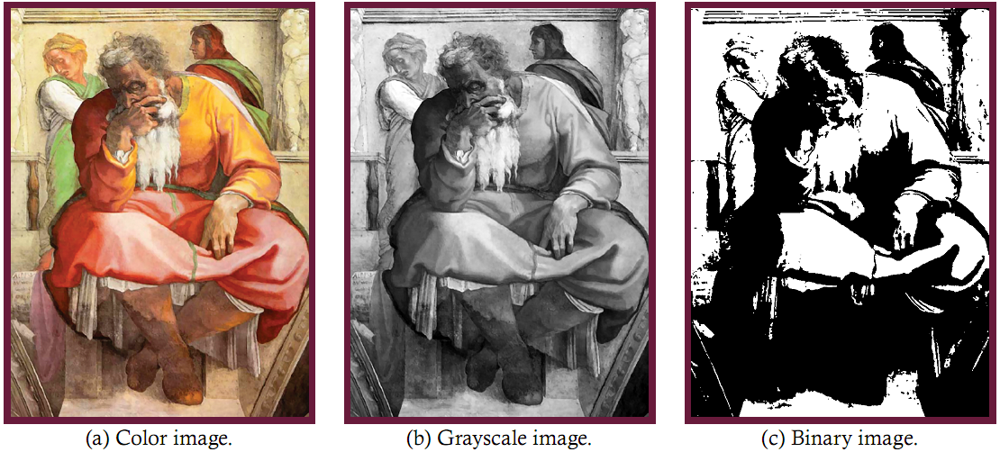 (a) Color image.
(b) Grayscale image.
(c) Binary image.